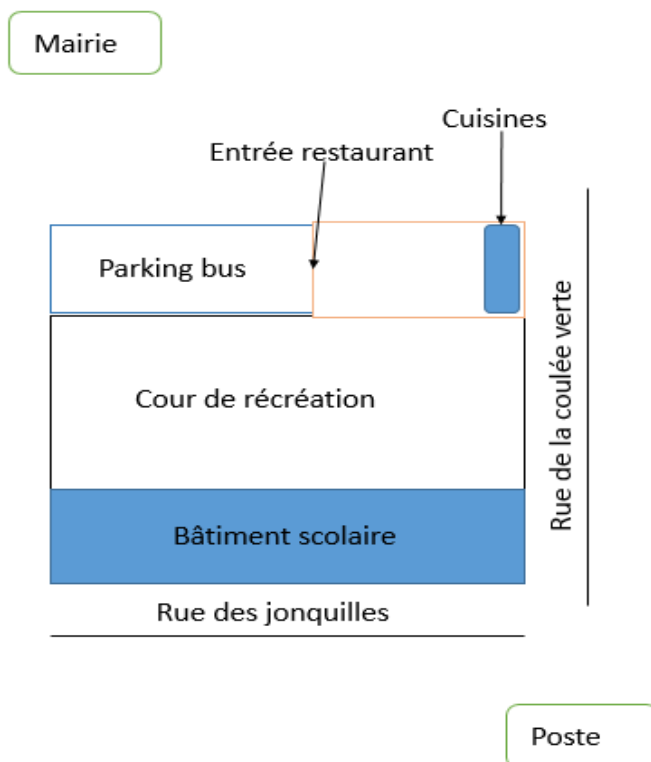 Mairie
Cuisines
Entrée restaurant
Parking bus
Rue de la coulée verte
Cour de récréation
Bâtiment scolaire
Rue des jonquilles
Poste